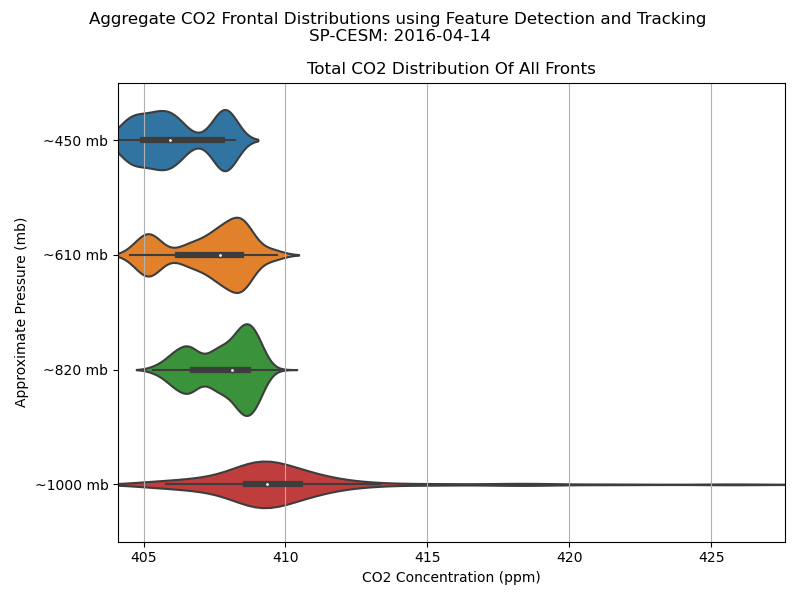 Aggregate CO2 Frontal Distributions using Feature Detection and Tracking
SP-CESM: 2016-04-14
Total CO2 Distribution Of All Fronts
Approximate Pressure (mb)
~450 mb
~610 mb
~820 mb
~1000 mb
405 410 415 420 425
CO2 Concentration (ppm)